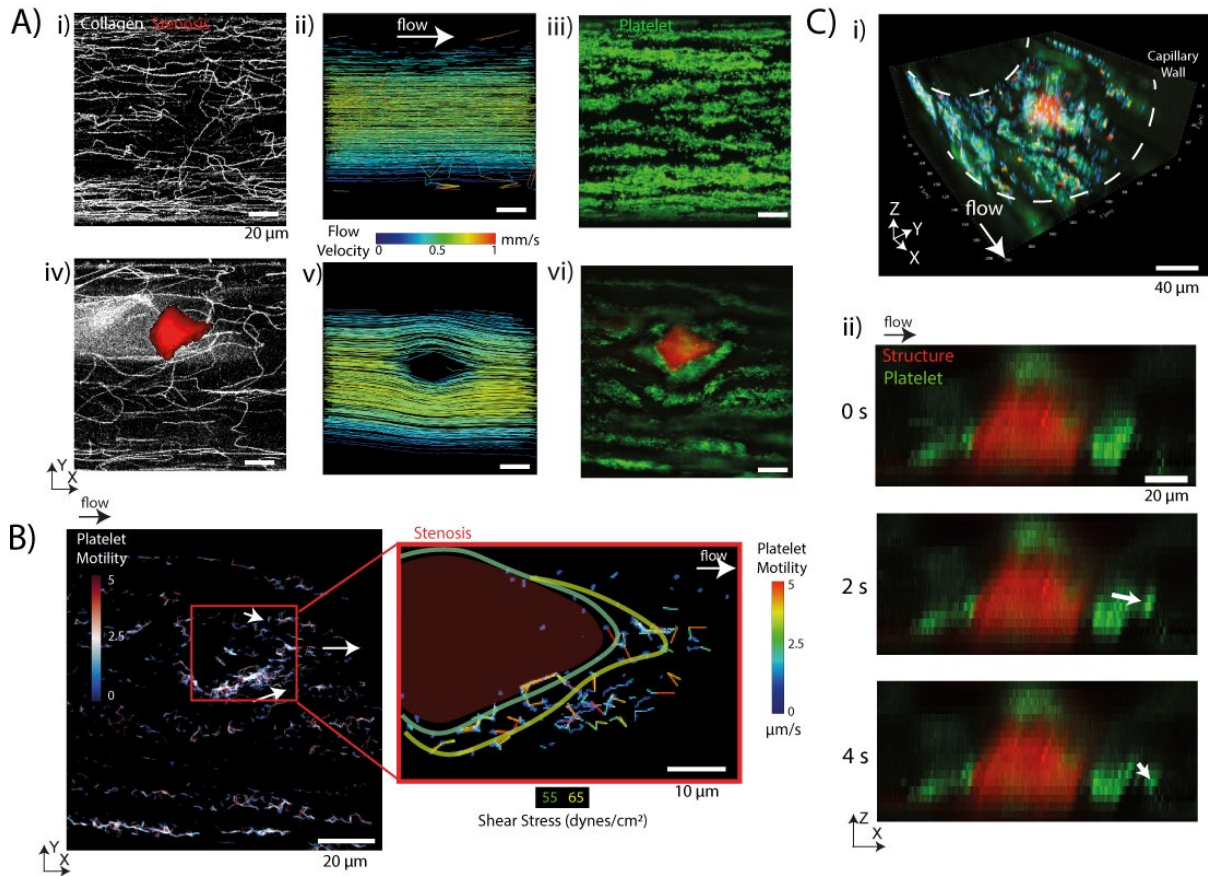 A)
i)
Collagen Stenosis
20 µm
ii)
flow
iii)
Platelet
Flow
Velocity
0 0.5 1
mm/s
iv)
v)
vi)
Y
X
B)
flow
Platelet
Motility
5
2.5
0
20 µm
Y
X
Stenosis
flow
Platelet
Motility
5
2.5
0
µm/s
10 µm
55 65
Shear Stress (dynes/cm²)
C)
i)
Capillary
Wall
flow
Z
Y
X
40 µm
ii)
flow
Structure
Platelet
0 s
20 µm
2 s
4 s
Z
X